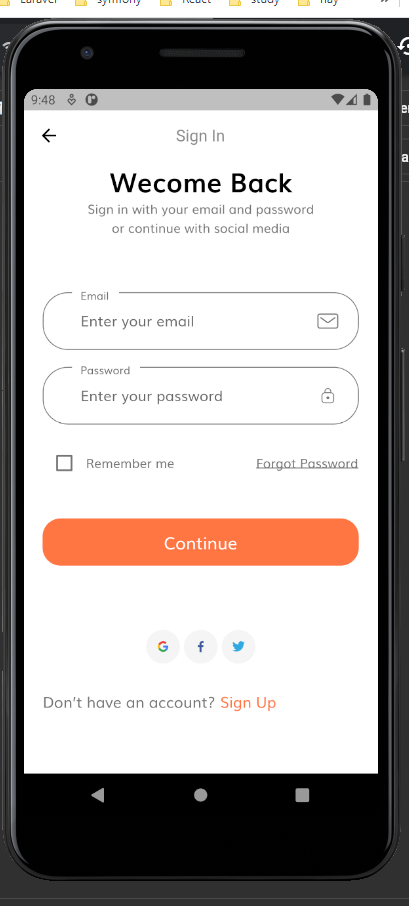 Laravel symfony React study hay
9:48
Sign In
Wecome Back
Sign in with your email and password
or continue with social media
Email
Enter your email
Password
Enter your password
Remember me Forgot Password
Continue
Don't have an account? Sign Up